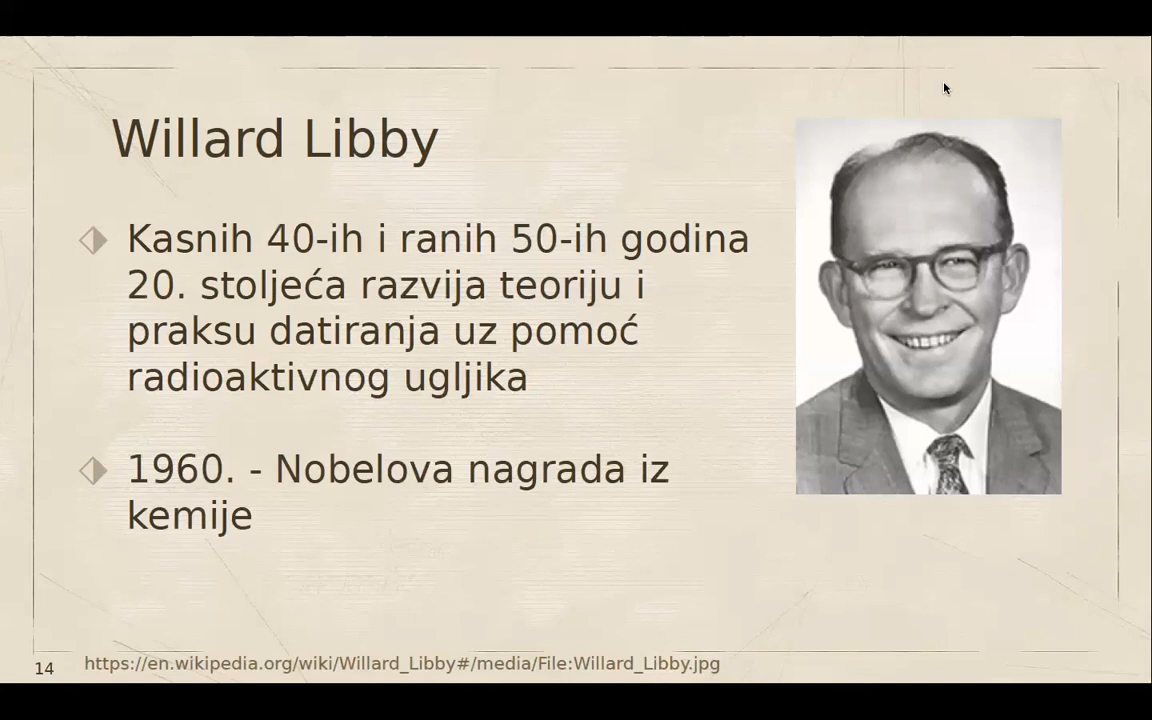 Willard Libby
Kasnih 40-ih i ranih 50-ih godina
20. stoljeća razvija teoriju i
praksu datiranja uz pomoć
radioaktivnog ugljika
1960. - Nobelova nagrada iz
kemije
14
https://en.wikipedia.org/wiki/Willard_Libby#/media/File:Willard_Libby.jpg